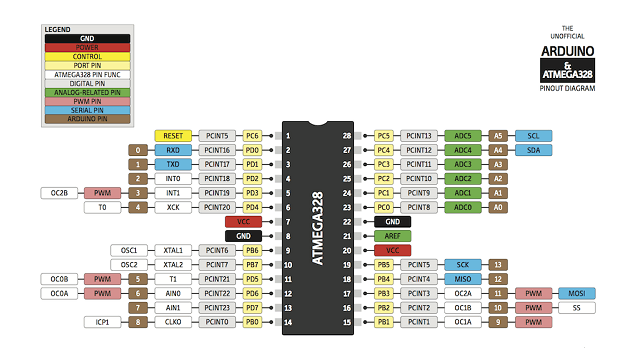 LEGEND
GND
POWER
CONTROL
PORT PIN
ATMEGA328 PIN FUNC
DIGITAL PIN
ANALOG-RELATED PIN
PWM PIN
SERIAL PIN
ARDUINO PIN
THE
UNOFFICIAL
ARDUINO
&
ATMEGA328
PINOUT DIAGRAM
ATMEGA328
RESET PCINT5 PC6 1 28 PC5 PCINT13 ADC5 A5 SCL
0 RXD PCINT16 PD0 2 27 PC4 PCINT12 ADC4 A4 SDA
1 TXD PCINT17 PD1 3 26 PC3 PCINT11 ADC3 A3
2 INT0 PCINT18 PD2 4 25 PC2 PCINT10 ADC2 A2
OC2B PWM 3 INT1 PCINT19 PD3 5 24 PC1 PCINT9 ADC1 A1
T0 4 XCK PCINT20 PD4 6 23 PC0 PCINT8 ADC0 A0
VCC 7 22 GND
GND 8 21 AREF
OSC1 XTAL1 PCINT6 PB6 9 20 VCC
OSC2 XTAL2 PCINT7 PB7 10 19 PB5 PCINT5 SCK 13
OC0B PWM 5 T1 PCINT21 PD5 11 18 PB4 PCINT4 MISO 12
OC0A PWM 6 AIN0 PCINT22 PD6 12 17 PB3 PCINT3 OC2A 11 PWM MOSI
7 AIN1 PCINT23 PD7 13 16 PB2 PCINT2 OC1B 10 PWM SS
ICP1 8 CLKO PCINT0 PB0 14 15 PB1 PCINT1 OC1A 9 PWM